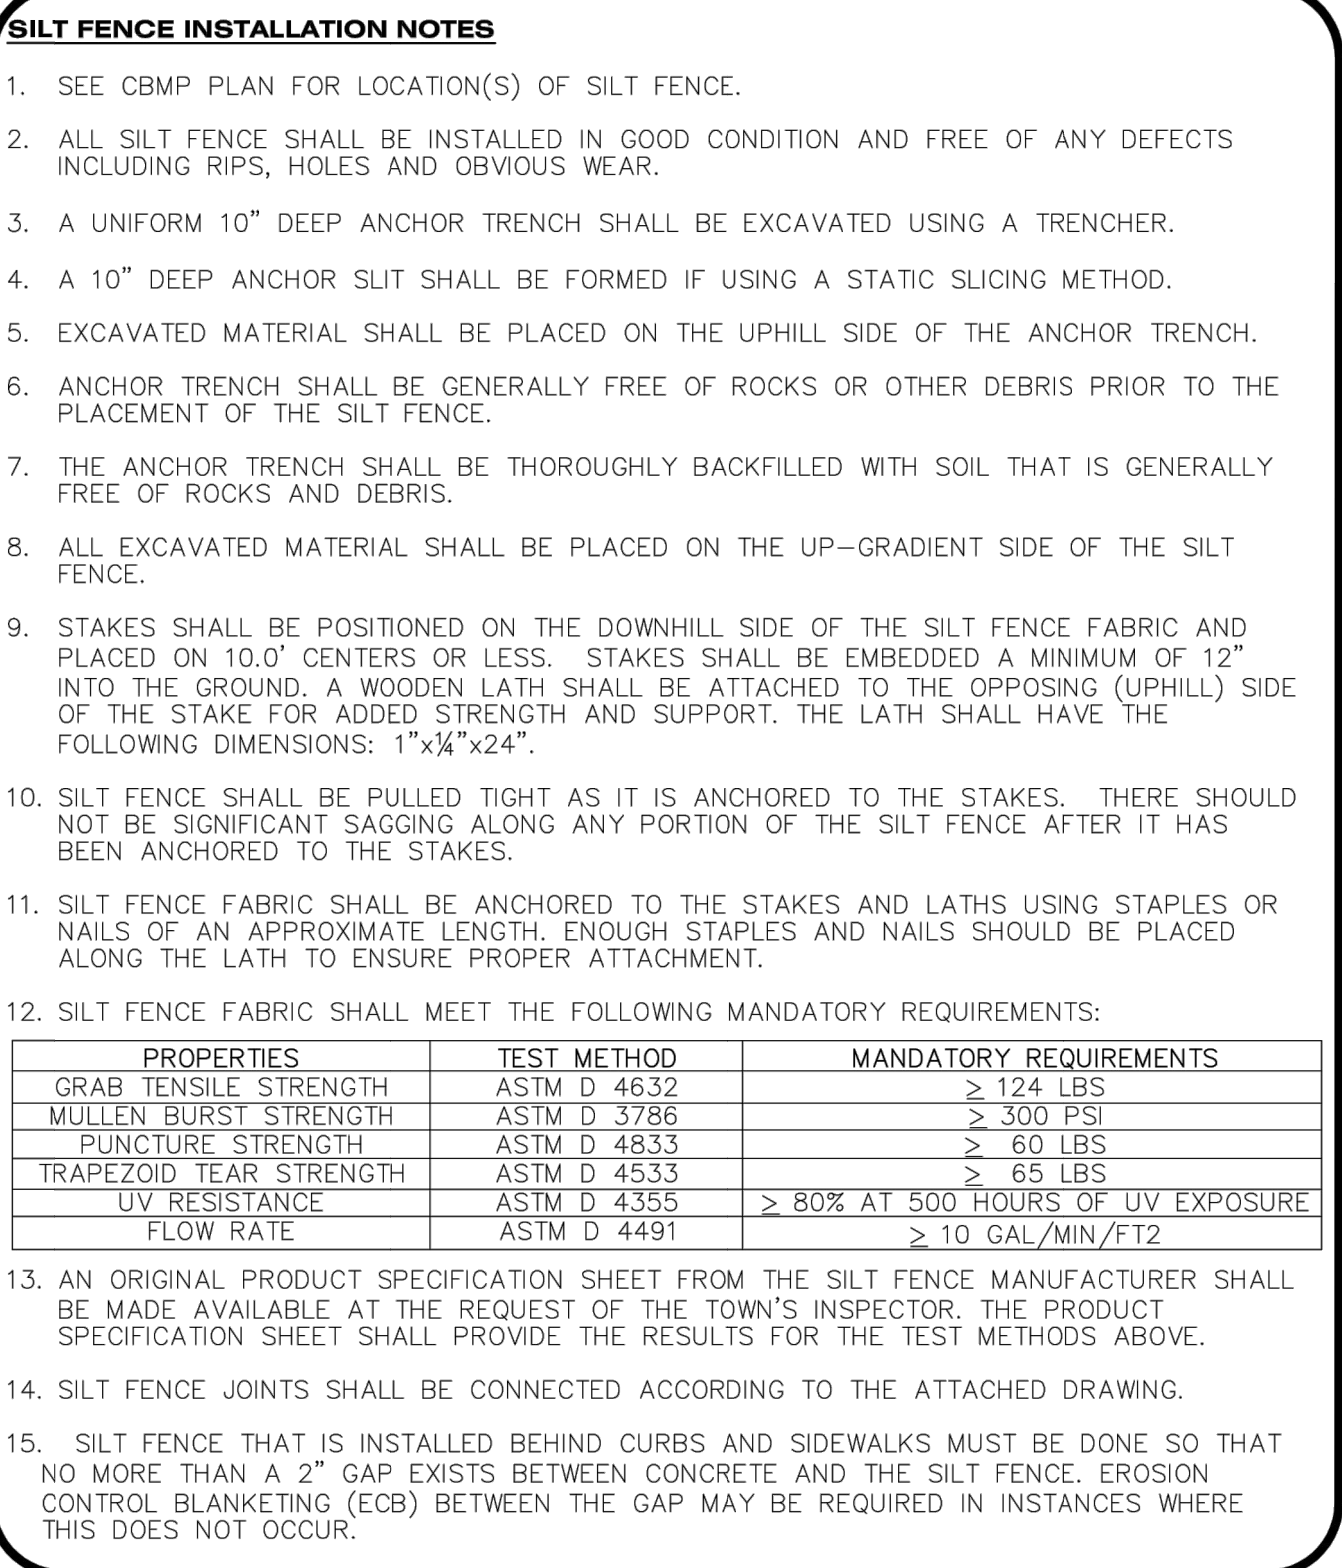 SILT FENCE INSTALLATION NOTES
1. SEE CBMP PLAN FOR LOCATION(S) OF SILT FENCE.
2. ALL SILT FENCE SHALL BE INSTALLED IN GOOD CONDITION AND FREE OF ANY DEFECTS
INCLUDING RIPS, HOLES AND OBVIOUS WEAR.
3. A UNIFORM 10" DEEP ANCHOR TRENCH SHALL BE EXCAVATED USING A TRENCHER.
4. A 10" DEEP ANCHOR SLIT SHALL BE FORMED IF USING A STATIC SLICING METHOD.
5. EXCAVATED MATERIAL SHALL BE PLACED ON THE UPHILL SIDE OF THE ANCHOR TRENCH.
6. ANCHOR TRENCH SHALL BE GENERALLY FREE OF ROCKS OR OTHER DEBRIS PRIOR TO THE
PLACEMENT OF THE SILT FENCE.
7. THE ANCHOR TRENCH SHALL BE THOROUGHLY BACKFILLED WITH SOIL THAT IS GENERALLY
FREE OF ROCKS AND DEBRIS.
8. ALL EXCAVATED MATERIAL SHALL BE PLACED ON THE UP–GRADIENT SIDE OF THE SILT
FENCE.
9. STAKES SHALL BE POSITIONED ON THE DOWNHILL SIDE OF THE SILT FENCE FABRIC AND
PLACED ON 10.0' CENTERS OR LESS. STAKES SHALL BE EMBEDDED A MINIMUM OF 12"
INTO THE GROUND. A WOODEN LATH SHALL BE ATTACHED TO THE OPPOSING (UPHILL) SIDE
OF THE STAKE FOR ADDED STRENGTH AND SUPPORT. THE LATH SHALL HAVE THE
FOLLOWING DIMENSIONS: 1"x¼"x24".
10. SILT FENCE SHALL BE PULLED TIGHT AS IT IS ANCHORED TO THE STAKES. THERE SHOULD
NOT BE SIGNIFICANT SAGGING ALONG ANY PORTION OF THE SILT FENCE AFTER IT HAS
BEEN ANCHORED TO THE STAKES.
11. SILT FENCE FABRIC SHALL BE ANCHORED TO THE STAKES AND LATHS USING STAPLES OR
NAILS OF AN APPROXIMATE LENGTH. ENOUGH STAPLES AND NAILS SHOULD BE PLACED
ALONG THE LATH TO ENSURE PROPER ATTACHMENT.
12. SILT FENCE FABRIC SHALL MEET THE FOLLOWING MANDATORY REQUIREMENTS:
PROPERTIES TEST METHOD MANDATORY REQUIREMENTS
GRAB TENSILE STRENGTH ASTM D 4632 ≥ 124 LBS
MULLEN BURST STRENGTH ASTM D 3786 ≥ 300 PSI
PUNCTURE STRENGTH ASTM D 4833 ≥ 60 LBS
TRAPEZOID TEAR STRENGTH ASTM D 4533 ≥ 65 LBS
UV RESISTANCE ASTM D 4355 ≥ 80% AT 500 HOURS OF UV EXPOSURE
FLOW RATE ASTM D 4491 ≥ 10 GAL/MIN/FT2
13. AN ORIGINAL PRODUCT SPECIFICATION SHEET FROM THE SILT FENCE MANUFACTURER SHALL
BE MADE AVAILABLE AT THE REQUEST OF THE TOWN'S INSPECTOR. THE PRODUCT
SPECIFICATION SHEET SHALL PROVIDE THE RESULTS FOR THE TEST METHODS ABOVE.
14. SILT FENCE JOINTS SHALL BE CONNECTED ACCORDING TO THE ATTACHED DRAWING.
15. SILT FENCE THAT IS INSTALLED BEHIND CURBS AND SIDEWALKS MUST BE DONE SO THAT
NO MORE THAN A 2" GAP EXISTS BETWEEN CONCRETE AND THE SILT FENCE. EROSION
CONTROL BLANKETING (ECB) BETWEEN THE GAP MAY BE REQUIRED IN INSTANCES WHERE
THIS DOES NOT OCCUR.